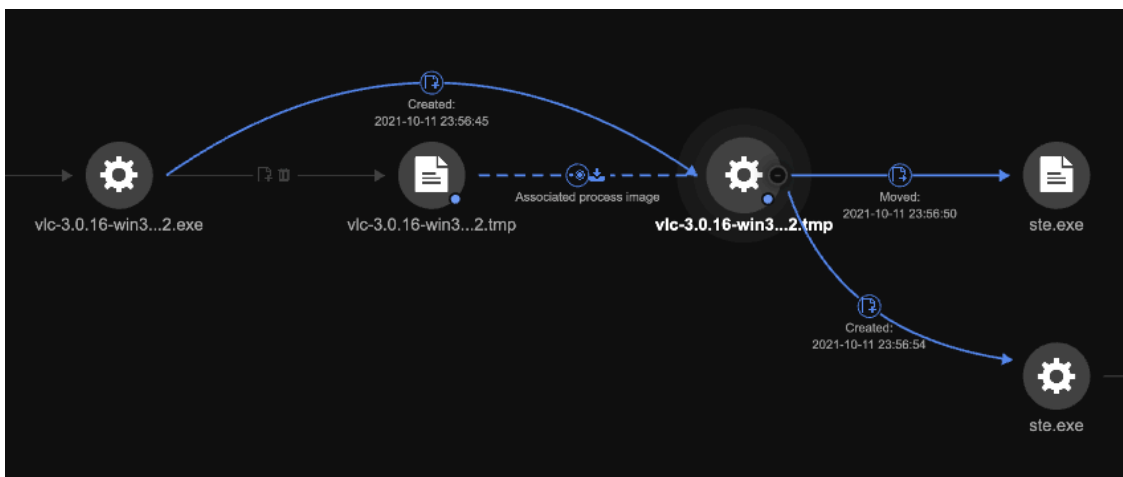 Created:
2021-10-11 23:56:45
vlc-3.0.16-win3...2.exe
vlc-3.0.16-win3...2.tmp
Associated process image
vlc-3.0.16-win3...2.tmp
Moved:
2021-10-11 23:56:50
ste.exe
Created:
2021-10-11 23:56:54
ste.exe